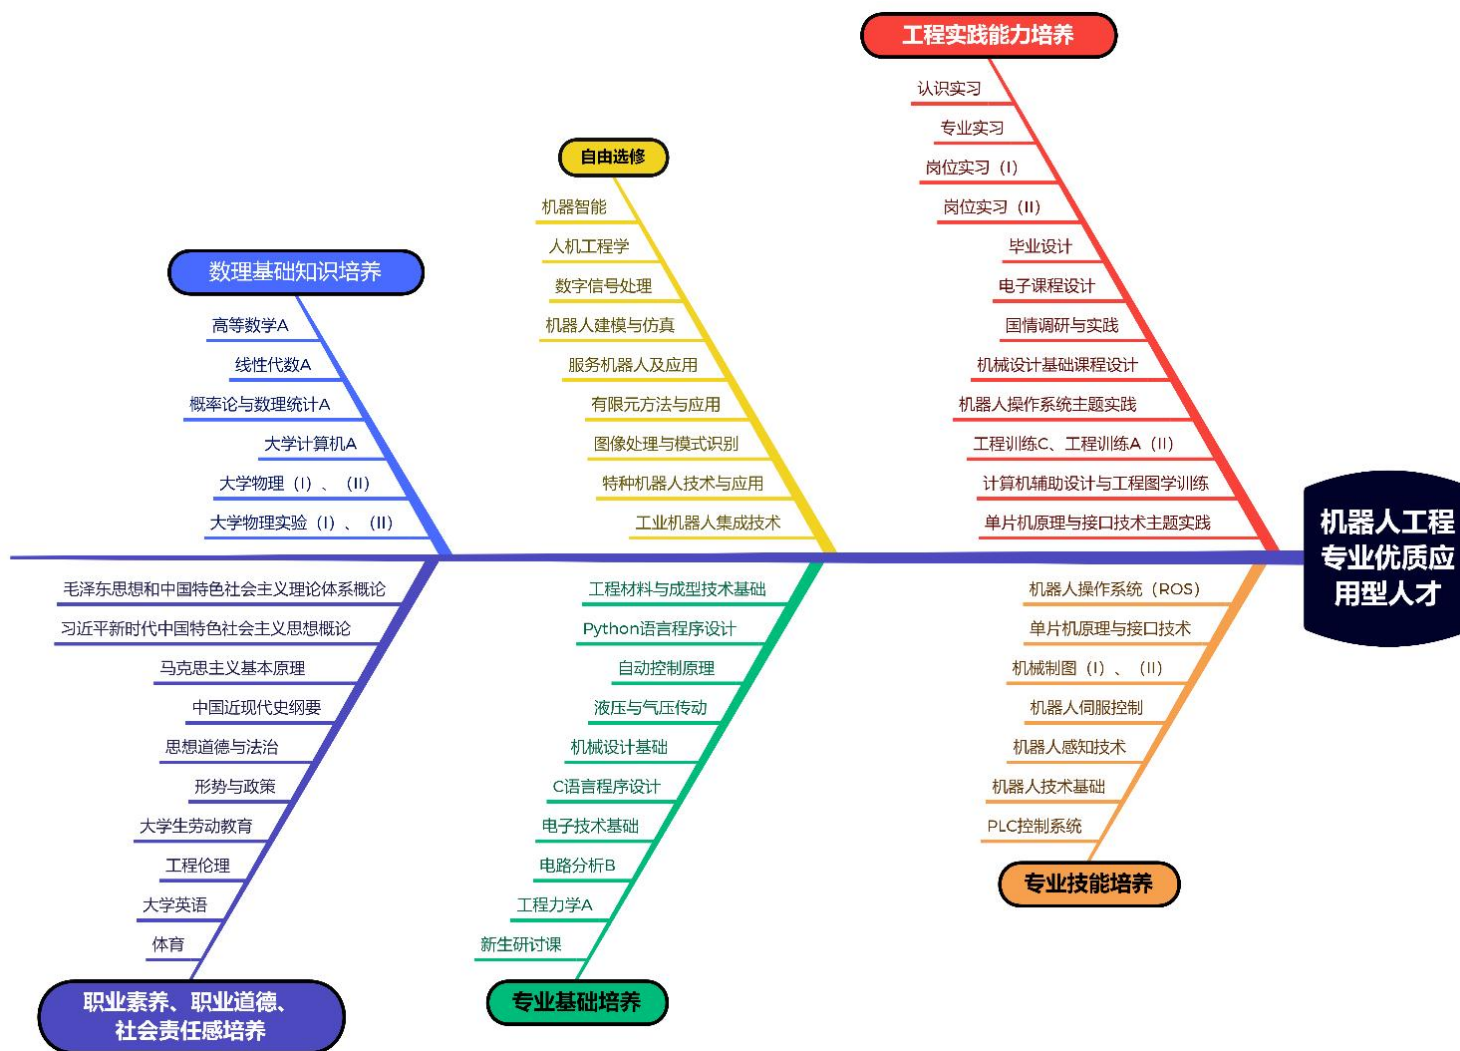 工程实践能力培养
认识实习
专业实习
岗位实习（I）
岗位实习（II）
毕业设计
电子课程设计
国情调研与实践
机械设计基础课程设计
机器人操作系统主题实践
工程训练C、工程训练A（II）
计算机辅助设计与工程图学训练
单片机原理与接口技术主题实践
自由选修
机器智能
人机工程学
数字信号处理
机器人建模与仿真
服务机器人及应用
有限元方法与应用
图像处理与模式识别
特种机器人技术与应用
工业机器人集成技术
数理基础知识培养
高等数学A
线性代数A
概率论与数理统计A
大学计算机A
大学物理（I）、（II）
大学物理实验（I）、（II）
机器人工程
专业优质应
用型人才
毛泽东思想和中国特色社会主义理论体系概论
习近平新时代中国特色社会主义思想概论
马克思主义基本原理
中国近现代史纲要
思想道德与法治
形势与政策
大学生劳动教育
工程伦理
大学英语
体育
职业素养、职业道德、
社会责任感培养
工程材料与成型技术基础
Python语言程序设计
自动控制原理
液压与气压传动
机械设计基础
C语言程序设计
电子技术基础
电路分析B
工程力学A
新生研讨课
专业基础培养
机器人操作系统（ROS）
单片机原理与接口技术
机械制图（I）、（II）
机器人伺服控制
机器人感知技术
机器人技术基础
PLC控制系统
专业技能培养